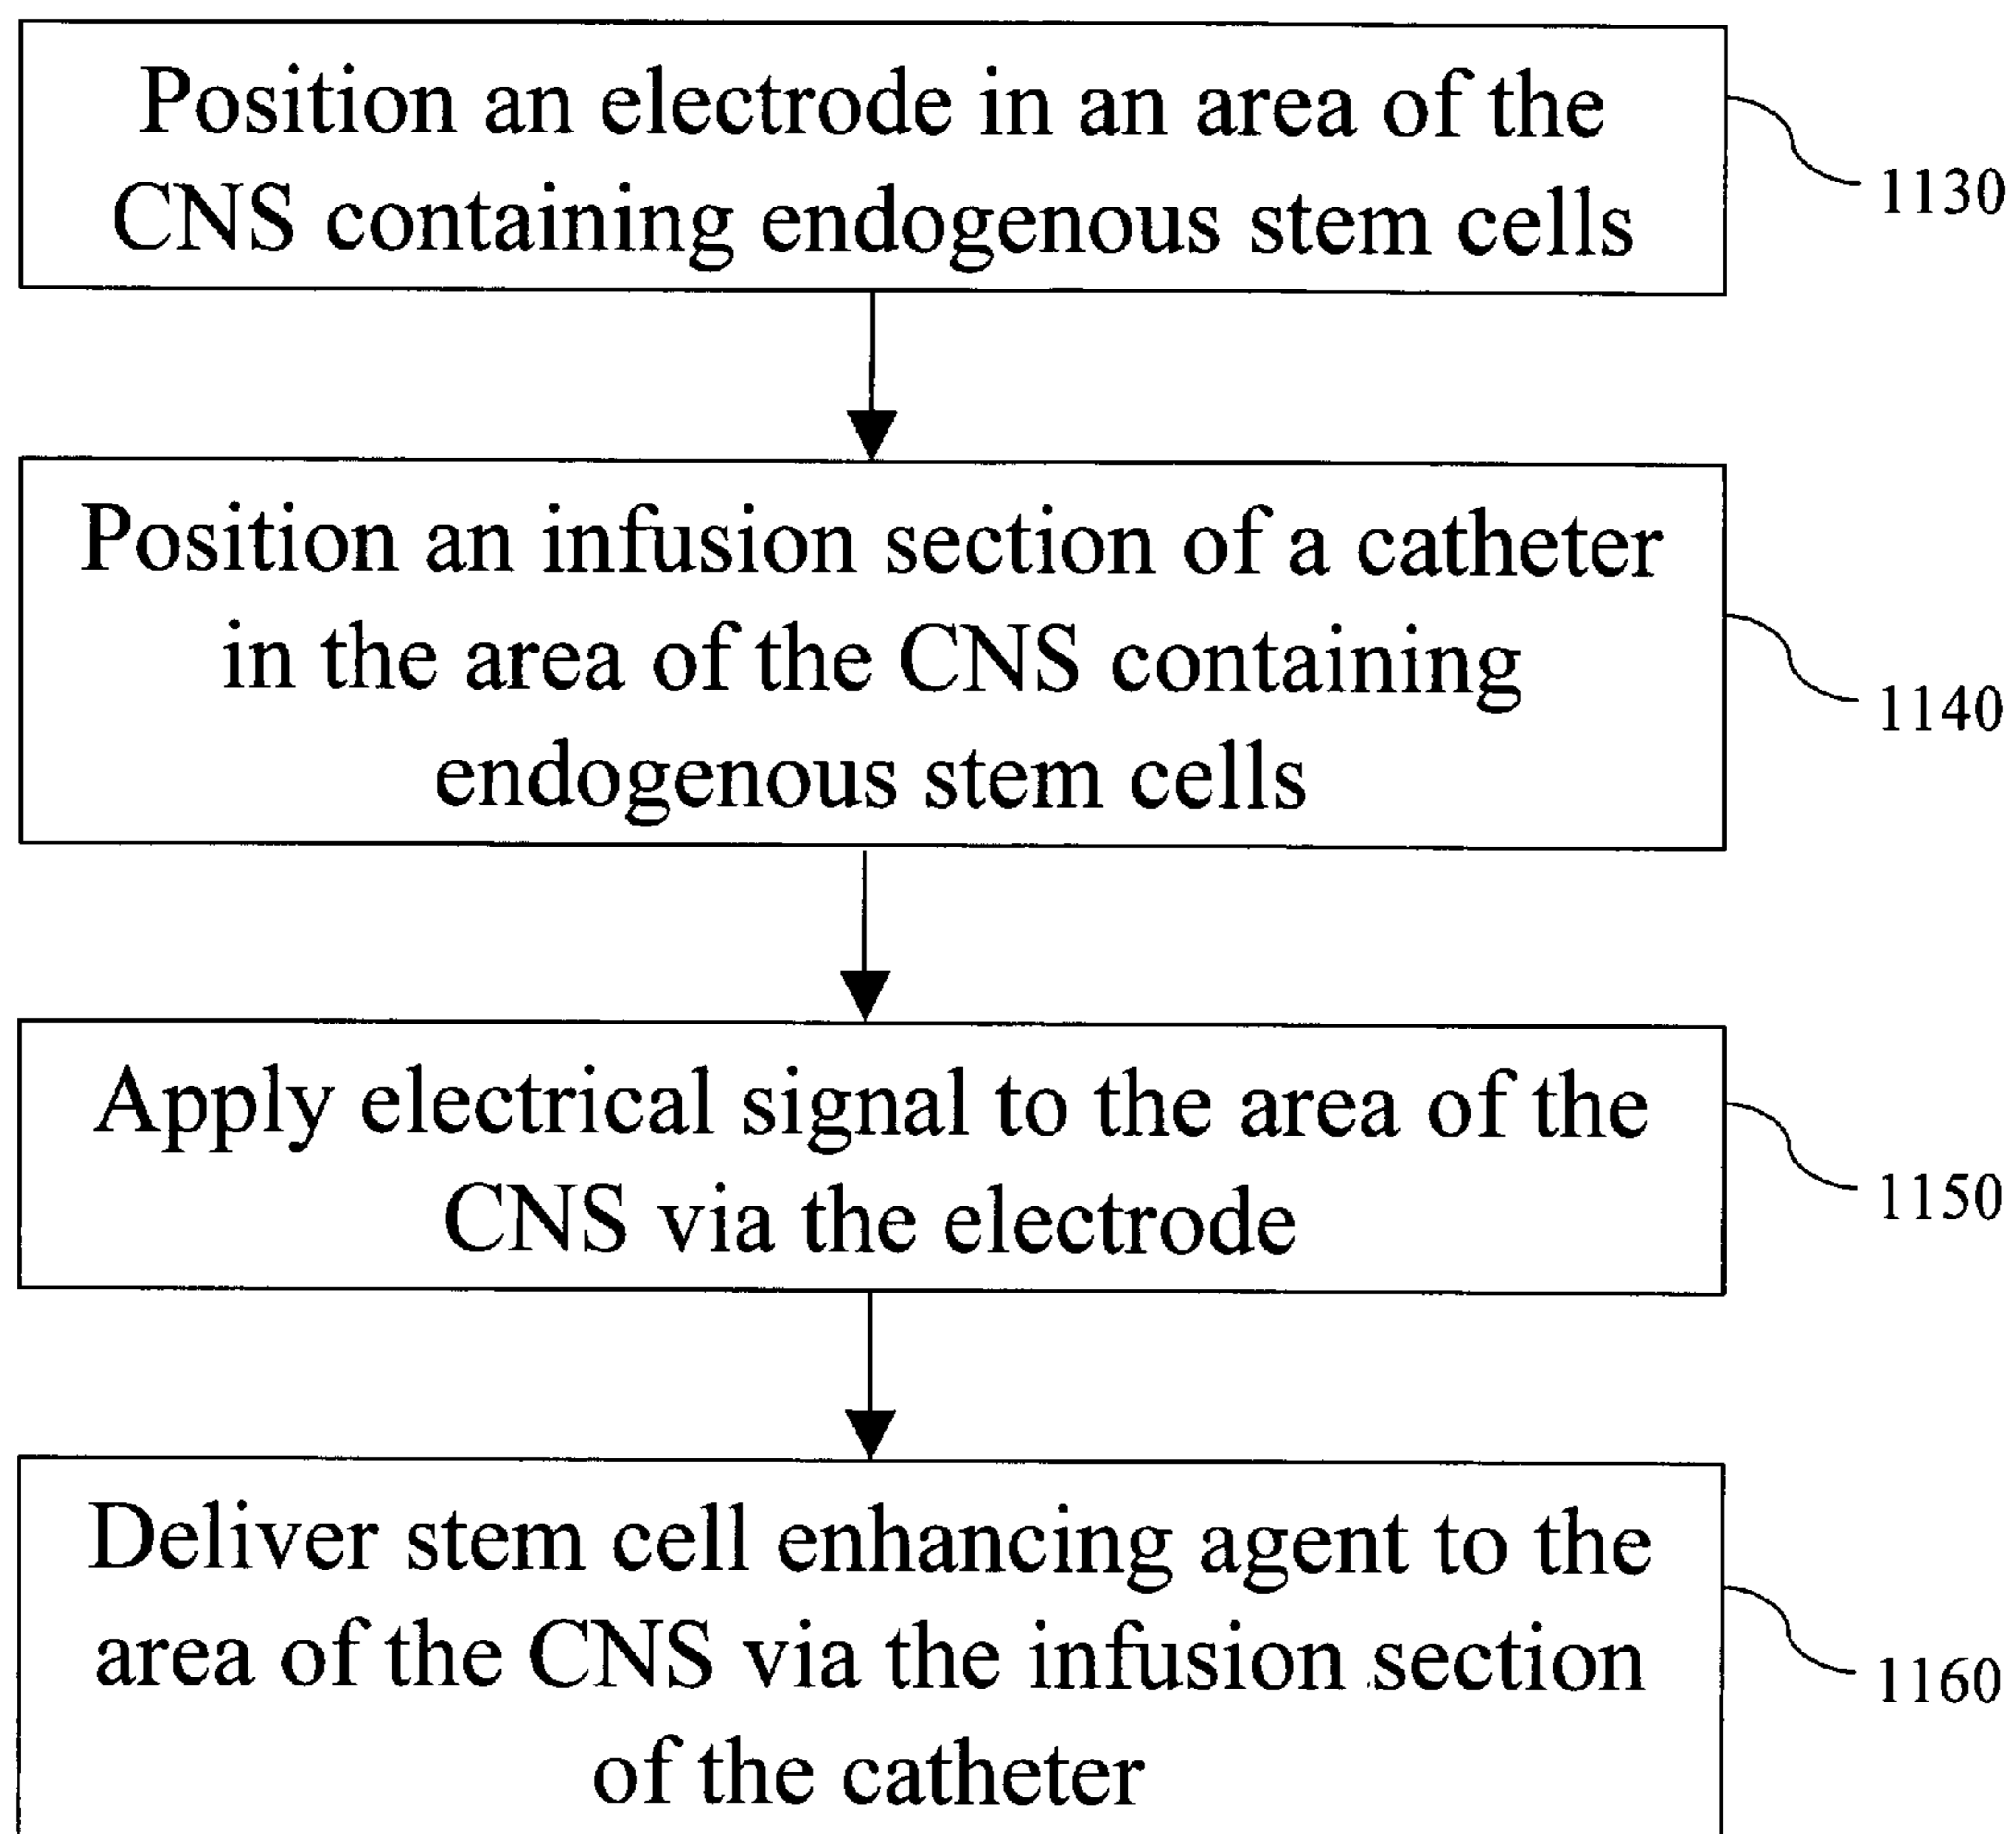 Position an electrode in an area of the
CNS containing endogenous stem cells
1130
Position an infusion section of a catheter
in the area of the CNS containing
endogenous stem cells
1140
Apply electrical signal to the area of the
CNS via the electrode
1150
Deliver stem cell enhancing agent to the
area of the CNS via the infusion section
of the catheter
1160